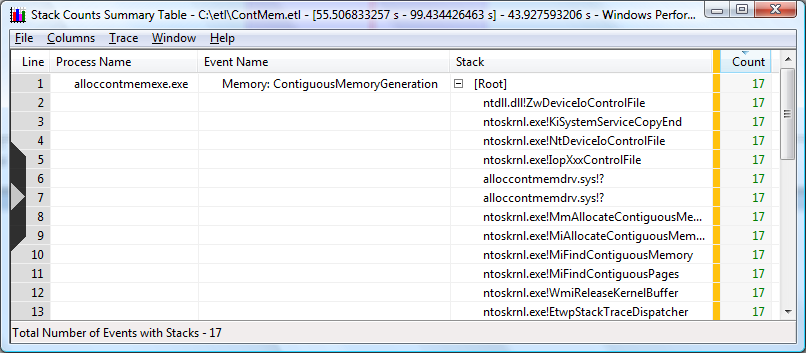 Stack Counts Summary Table - C:\etl\ContMem.etl - [55.506833257 s - 99.434426463 s] - 43.927593206 s - Windows Perfor...
File Columns Trace Window Help
Line Process Name Event Name Stack Count
1 alloccontmemexe.exe Memory: ContiguousMemoryGeneration [Root] 17
2 ntdll.dll!ZwDeviceIoControlFile 17
3 ntoskrnl.exe!KiSystemServiceCopyEnd 17
4 ntoskrnl.exe!NtDeviceIoControlFile 17
5 ntoskrnl.exe!IopXxxControlFile 17
6 alloccontmemdrv.sys!? 17
7 alloccontmemdrv.sys!? 17
8 ntoskrnl.exe!MmAllocateContiguousMe... 17
9 ntoskrnl.exe!MiAllocateContiguousMem... 17
10 ntoskrnl.exe!MiFindContiguousMemory 17
11 ntoskrnl.exe!MiFindContiguousPages 17
12 ntoskrnl.exe!WmiReleaseKernelBuffer 17
13 ntoskrnl.exe!EtwpStackTraceDispatcher 17
Total Number of Events with Stacks - 17